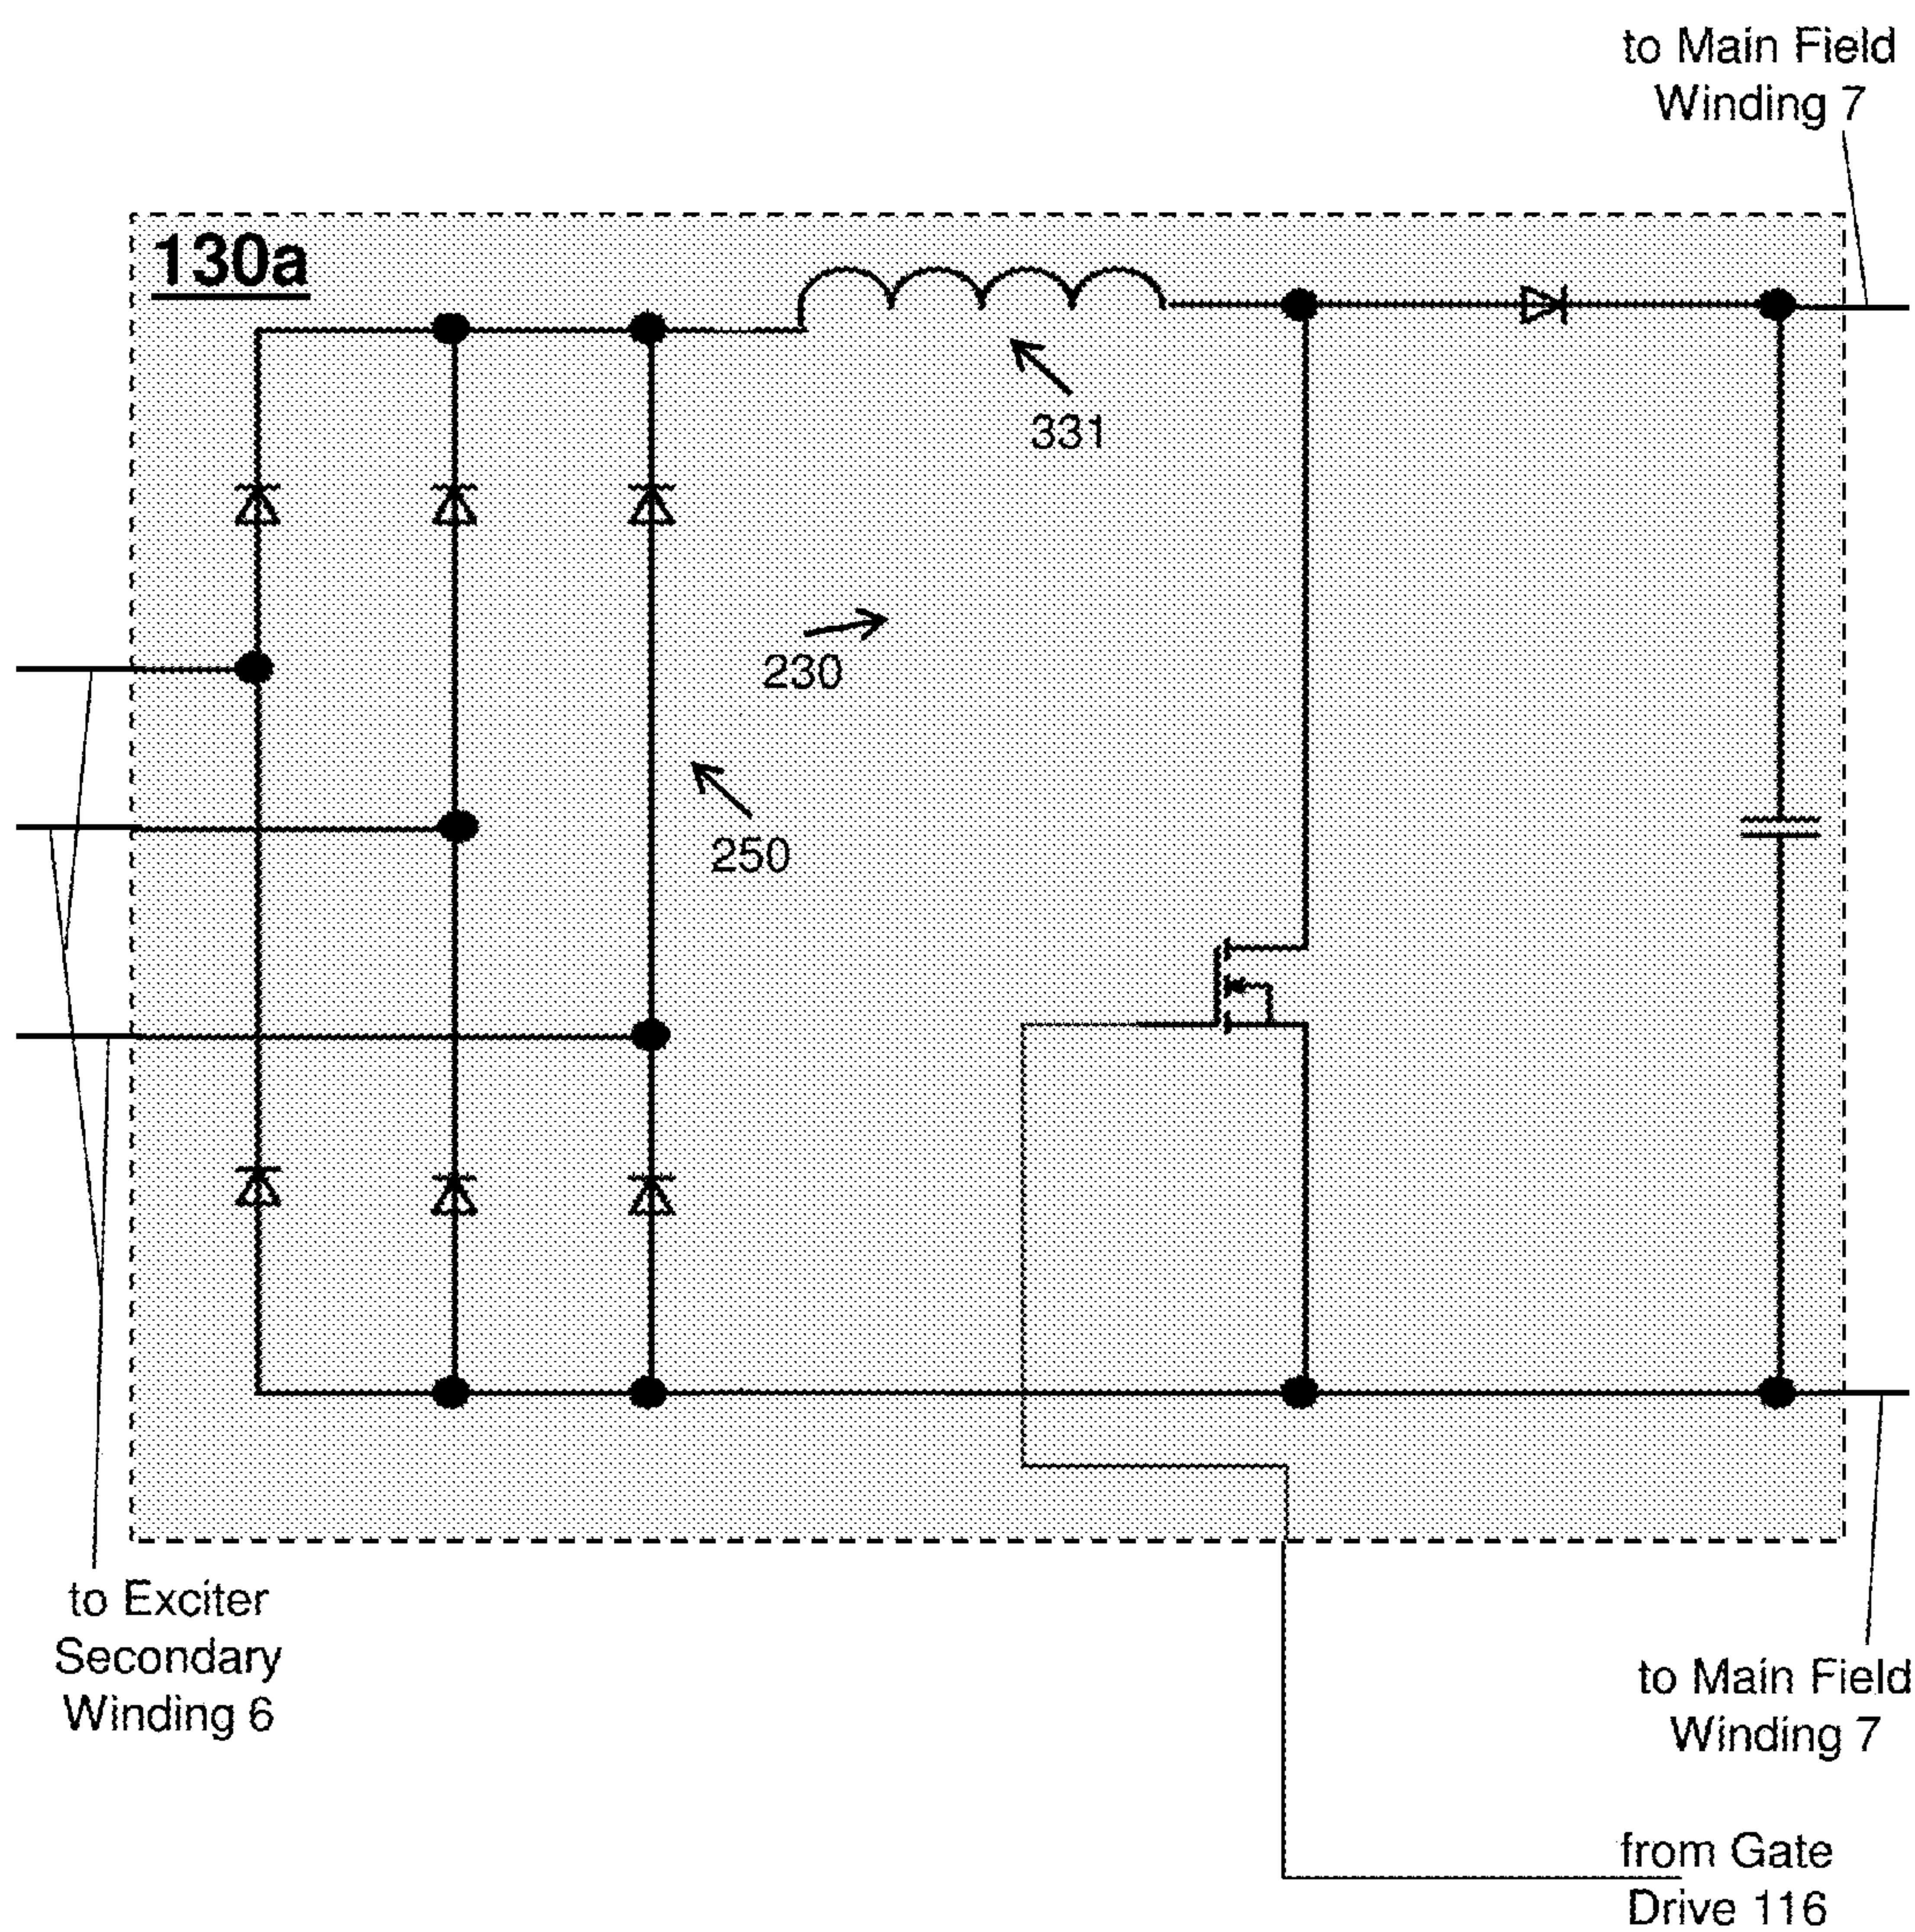 to Main Field
Winding 7
130a
331
230
250
to Exciter
Secondary
Winding 6
to Main Field
Winding 7
from Gate
Drive 116